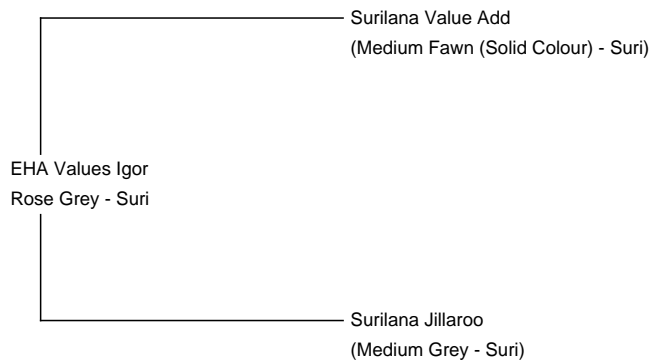 Surilana Value Add
(Medium Fawn (Solid Colour) - Suri)
EHA Values Igor
Rose Grey - Suri
Surilana Jillaroo
(Medium Grey - Suri)